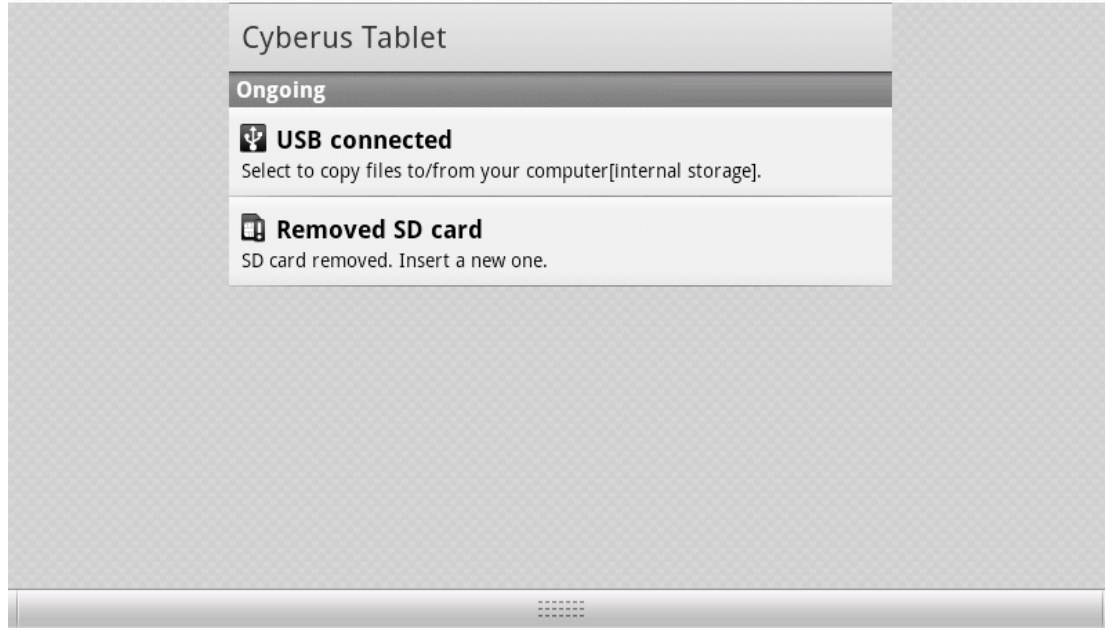 Cyberus Tablet
Ongoing
USB connected
Select to copy files to/from your computer[internal storage].
Removed SD card
SD card removed. Insert a new one.